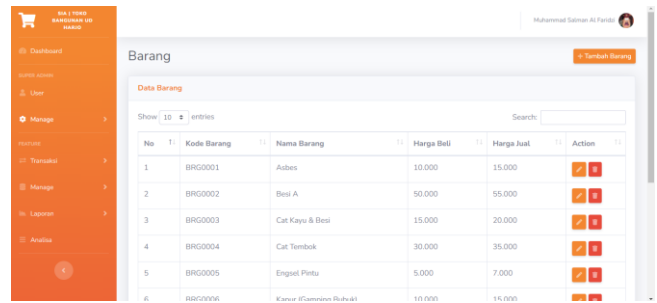 SIA | TOKO
BANGUNAN UD
HAKIO
Muhammad Salman Al Faridzi
Dashboard
SUPER ADMIN
User
Manage
FEATURE
Transaksi
Manage
Laporan
Analisa
Barang
+ Tambah Barang
Data Barang
Show 10 entries
Search:
No Kode Barang Nama Barang Harga Beli Harga Jual Action
1 BRG0001 Asbes 10.000 15.000
2 BRG0002 Besi A 50.000 55.000
3 BRG0003 Cat Kayu & Besi 15.000 20.000
4 BRG0004 Cat Tembok 30.000 35.000
5 BRG0005 Engsel Pintu 5.000 7.000
6 BRG0006 Kapur (Gamping Bubuk) 10.000 15.000